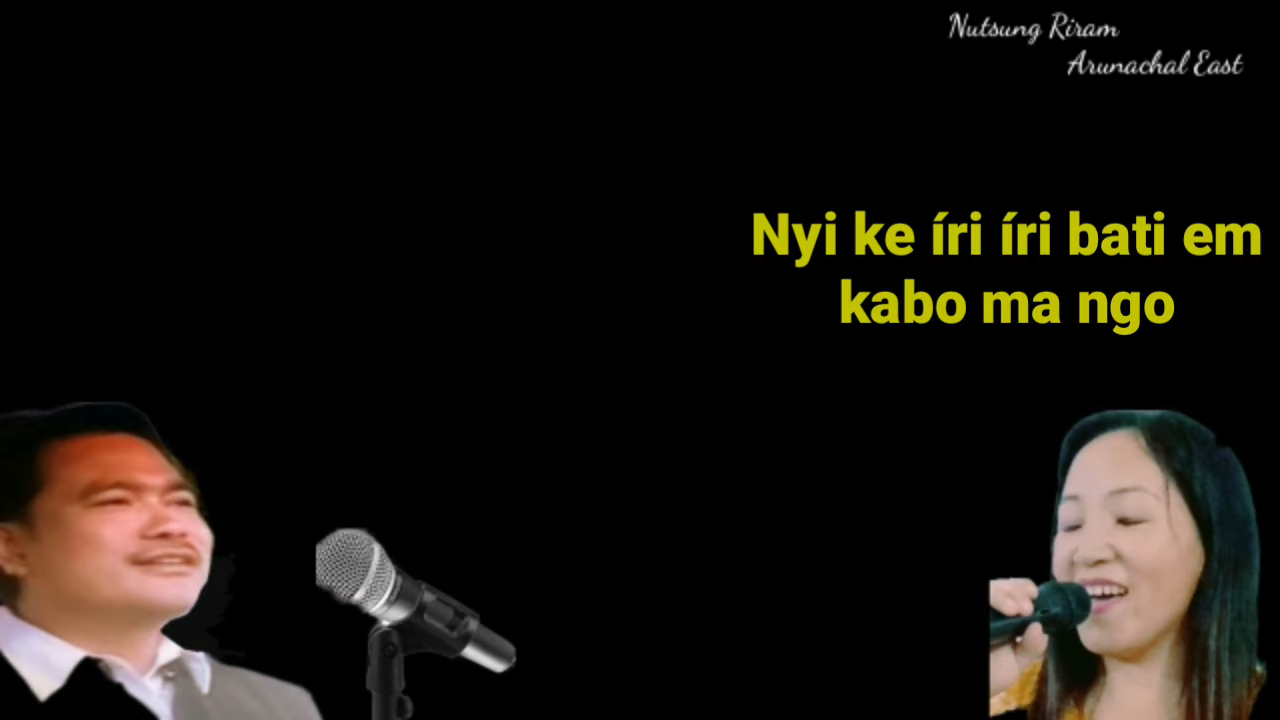 Nutsung Riram
Arunachal East
Nyi ke íri íri bati em
kabo ma ngo